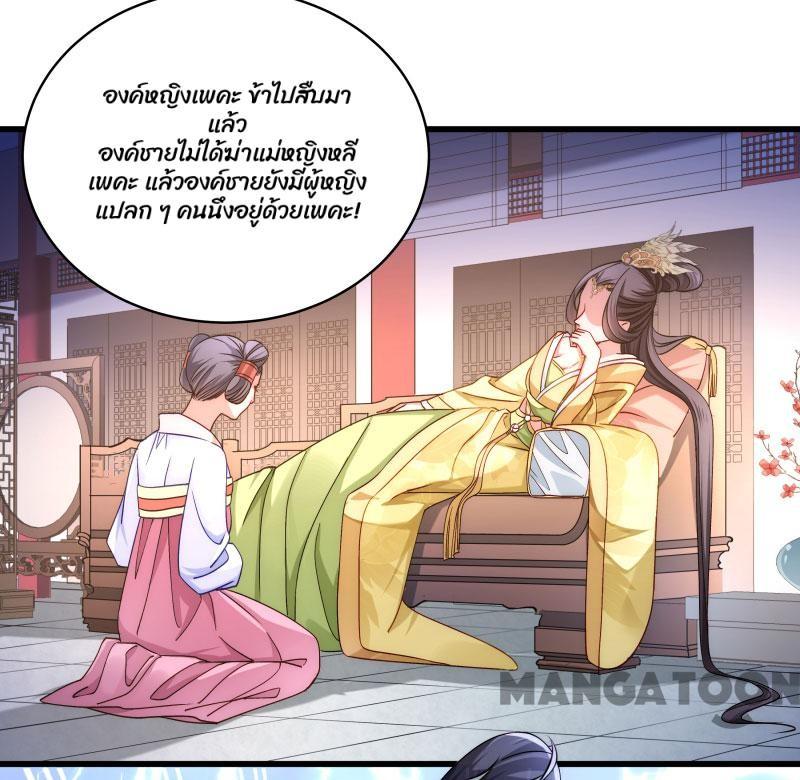 องค์หญิงเพคะ ข้าไปสืบมา
แล้ว
องค์ชายไม่ได้ฆ่าแม่หญิงหลี
เพคะ แล้วองค์ชายยังมีผู้หญิง
แปลก ๆ คนนึงอยู่ด้วยเพคะ!
MANGATOON